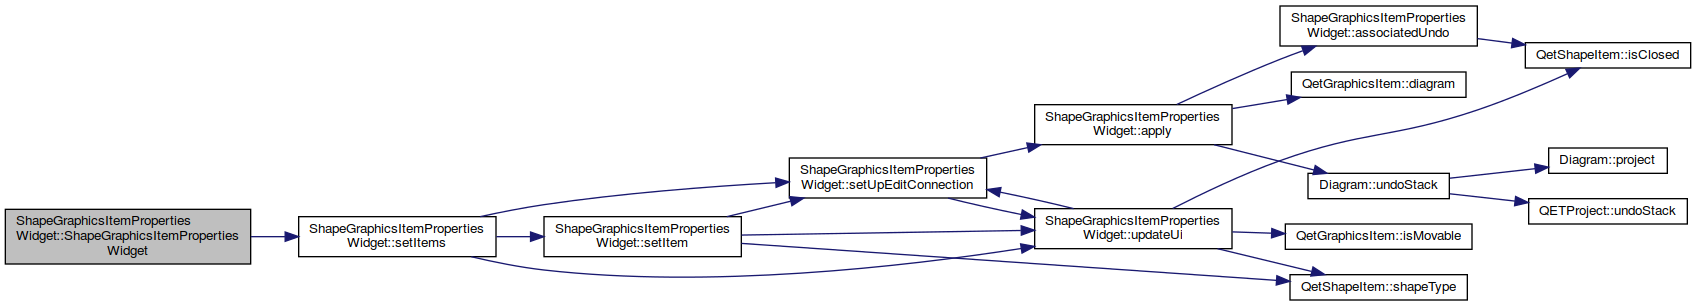 ShapeGraphicsItemProperties
Widget::ShapeGraphicsItemProperties
Widget
ShapeGraphicsItemProperties
Widget::setItems
ShapeGraphicsItemProperties
Widget::setItem
ShapeGraphicsItemProperties
Widget::setUpEditConnection
ShapeGraphicsItemProperties
Widget::apply
ShapeGraphicsItemProperties
Widget::updateUi
ShapeGraphicsItemProperties
Widget::associatedUndo
QetGraphicsItem::diagram
Diagram::undoStack
QetGraphicsItem::isMovable
QetShapeItem::shapeType
QetShapeItem::isClosed
Diagram::project
QETProject::undoStack